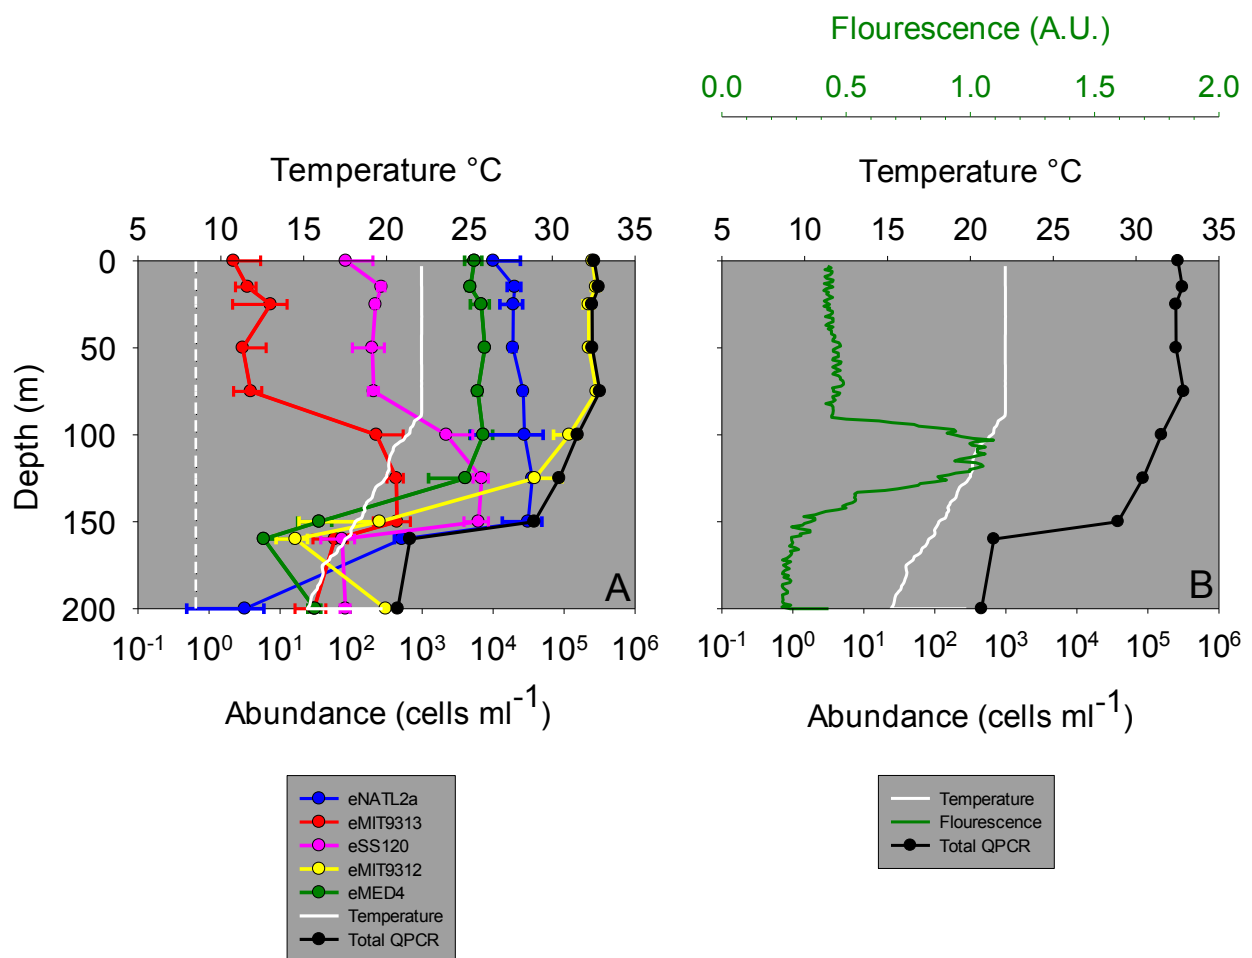 Flourescence (A.U.)
0.0 0.5 1.0 1.5 2.0
Temperature °C
5 10 15 20 25 30 35
Depth (m)
0
50
100
150
200
A
10⁻¹ 10⁰ 10¹ 10² 10³ 10⁴ 10⁵ 10⁶
Abundance (cells ml⁻¹)
eNATL2a
eMIT9313
eSS120
eMIT9312
eMED4
Temperature
Total QPCR
Temperature °C
5 10 15 20 25 30 35
B
10⁻¹ 10⁰ 10¹ 10² 10³ 10⁴ 10⁵ 10⁶
Abundance (cells ml⁻¹)
Temperature
Flourescence
Total QPCR